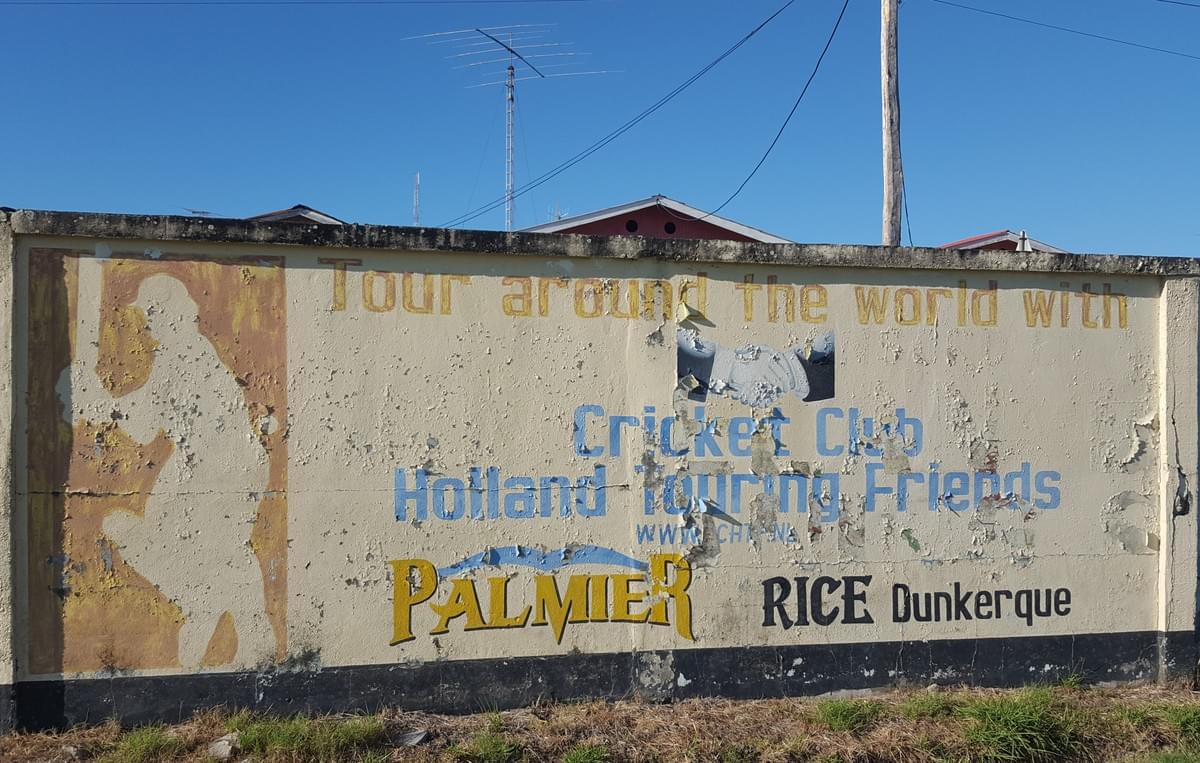 Tour around the world with
Cricket Club
Holland Touring Friends
PALMIER RICE Dunkerque